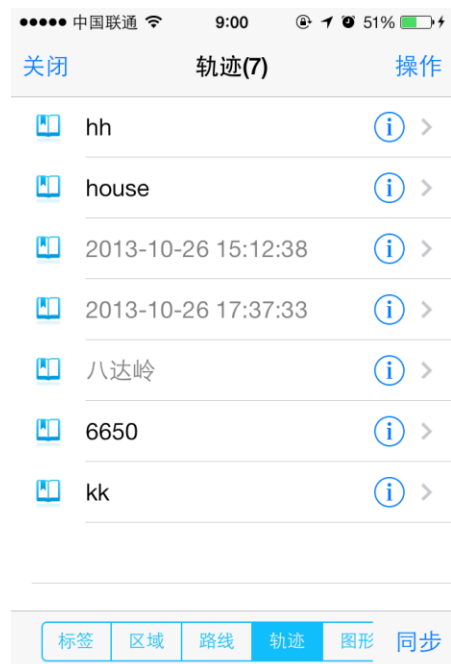 中国联通 9:00 51%
关闭 轨迹(7) 操作
hh
house
2013-10-26 15:12:38
2013-10-26 17:37:33
八达岭
6650
kk
标签 区域 路线 轨迹 图形 同步